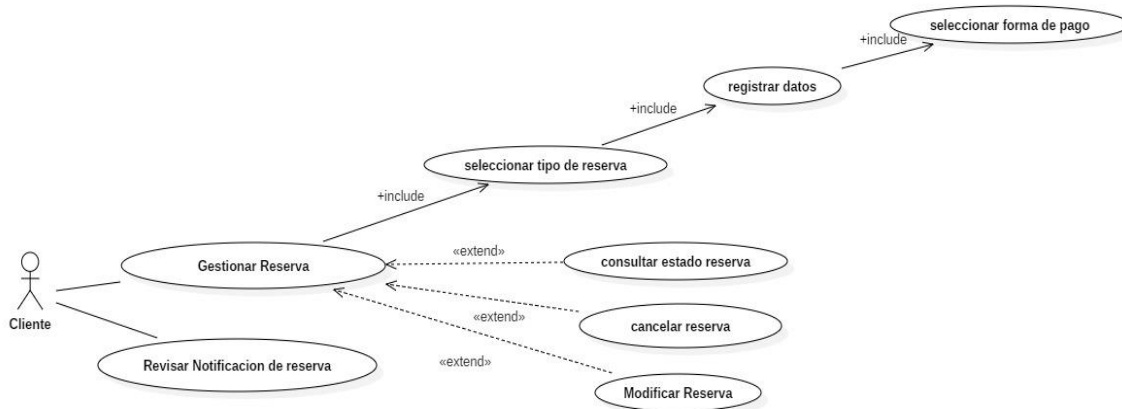 seleccionar forma de pago
+include
registrar datos
+include
seleccionar tipo de reserva
+include
Gestionar Reserva
«extend»
consultar estado reserva
Cliente
«extend»
cancelar reserva
Revisar Notificacion de reserva
«extend»
Modificar Reserva